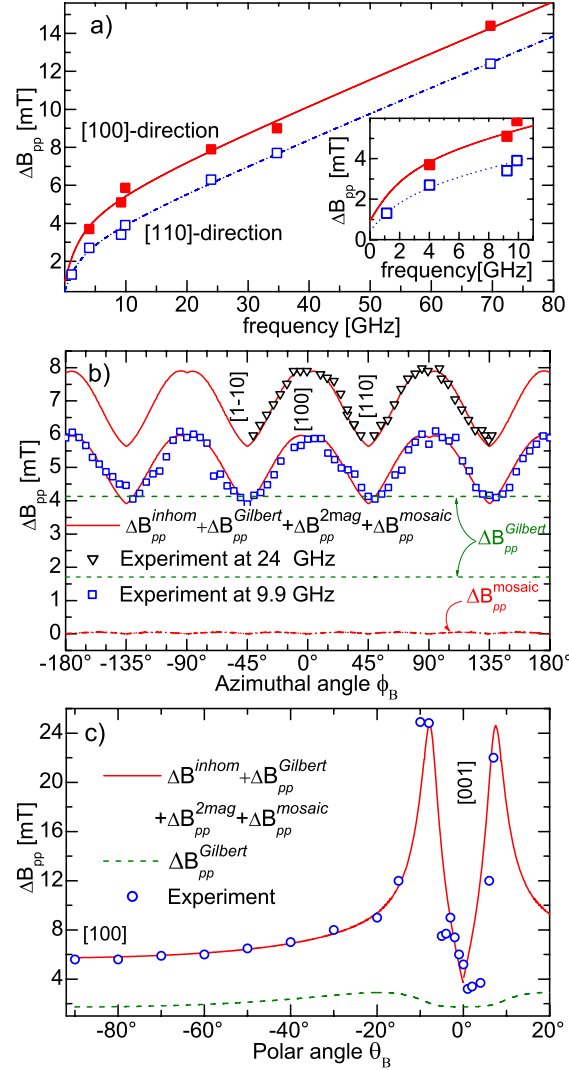 a)
14
12
10
8
6
4
2
ΔB_pp [mT]
[100]-direction
[110]-direction
4
2
0
ΔB_pp [mT]
0 2 4 6 8 10
frequency[GHz]
10 20 30 40 50 60 70 80
frequency [GHz]
b)
8
7
6
5
4
3
2
1
0
ΔB_pp [mT]
[1-10]
[100]
[110]
ΔB_pp^inhom+ΔB_pp^Gilbert+ΔB_pp^2mag+ΔB_pp^mosaic
ΔB_pp^Gilbert
Experiment at 24 GHz
Experiment at 9.9 GHz
ΔB_pp^mosaic
-180° -135° -90° -45° 0° 45° 90° 135° 180°
Azimuthal angle ϕ_B
c)
24
20
16
12
8
4
ΔB_pp [mT]
ΔB^inhom+ΔB_pp^Gilbert
+ΔB_pp^2mag+ΔB_pp^mosaic
ΔB_pp^Gilbert
Experiment
[001]
[100]
-80° -60° -40° -20° 0° 20°
Polar angle θ_B